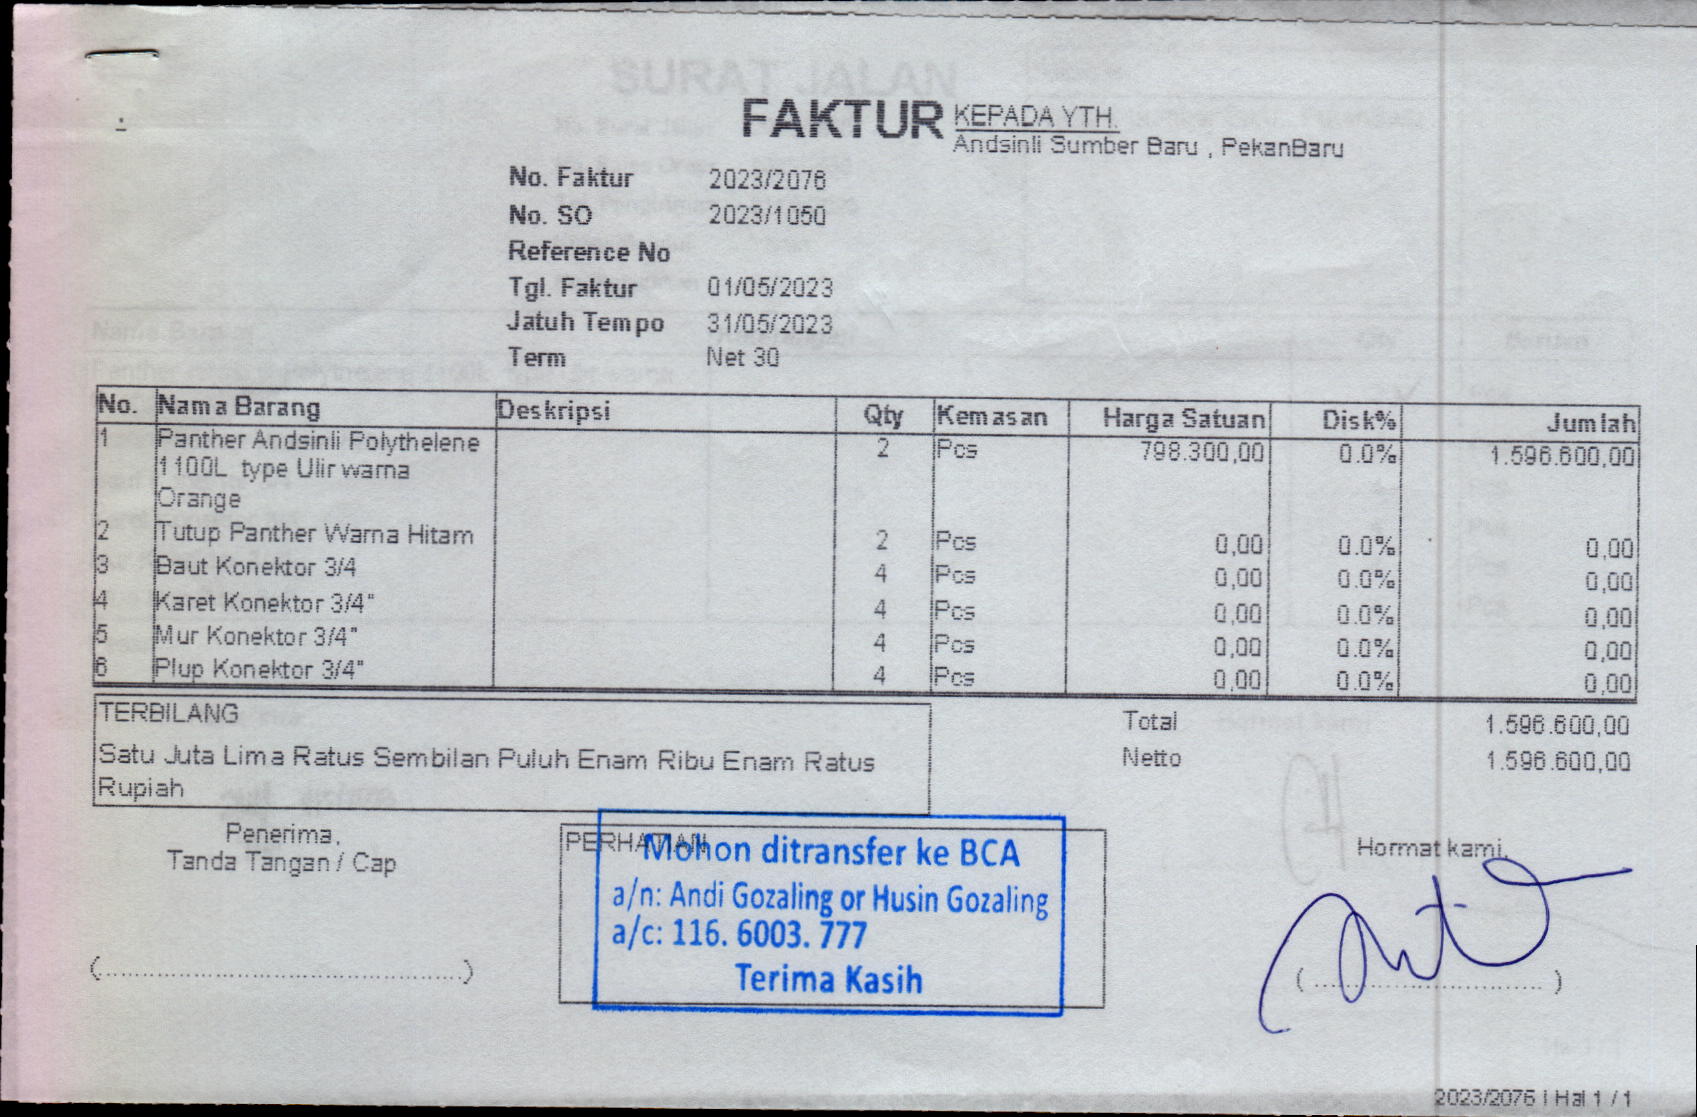 FAKTUR
KEPADA YTH.
Andsinli Sumber Baru , PekanBaru
No. Faktur 2023/2076
No. SO 2023/1050
Reference No
Tgl. Faktur 01/05/2023
Jatuh Tempo 31/05/2023
Term Net 30
No. Nama Barang Deskripsi Qty Kemasan Harga Satuan Disk% Jumlah
1 Panther Andsinli Polythelene 2 Pcs 798.300,00 0.0% 1.596.600,00
1100L type Ulir warna
Orange
2 Tutup Panther Warna Hitam 2 Pcs 0,00 0.0% 0,00
3 Baut Konektor 3/4 4 Pcs 0,00 0.0% 0,00
4 Karet Konektor 3/4" 4 Pcs 0,00 0.0% 0,00
5 Mur Konektor 3/4" 4 Pcs 0,00 0.0% 0,00
6 Plup Konektor 3/4" 4 Pcs 0,00 0.0% 0,00
TERBILANG
Satu Juta Lima Ratus Sembilan Puluh Enam Ribu Enam Ratus
Rupiah
Total 1.596.600,00
Netto 1.596.600,00
Penerima,
Tanda Tangan / Cap
(........................................)
PERHATIAN
Mohon ditransfer ke BCA
a/n: Andi Gozaling or Husin Gozaling
a/c: 116. 6003. 777
Terima Kasih
Hormat kami,
(..............................)
2023/2076 | Hal 1 / 1
SURAT JALAN